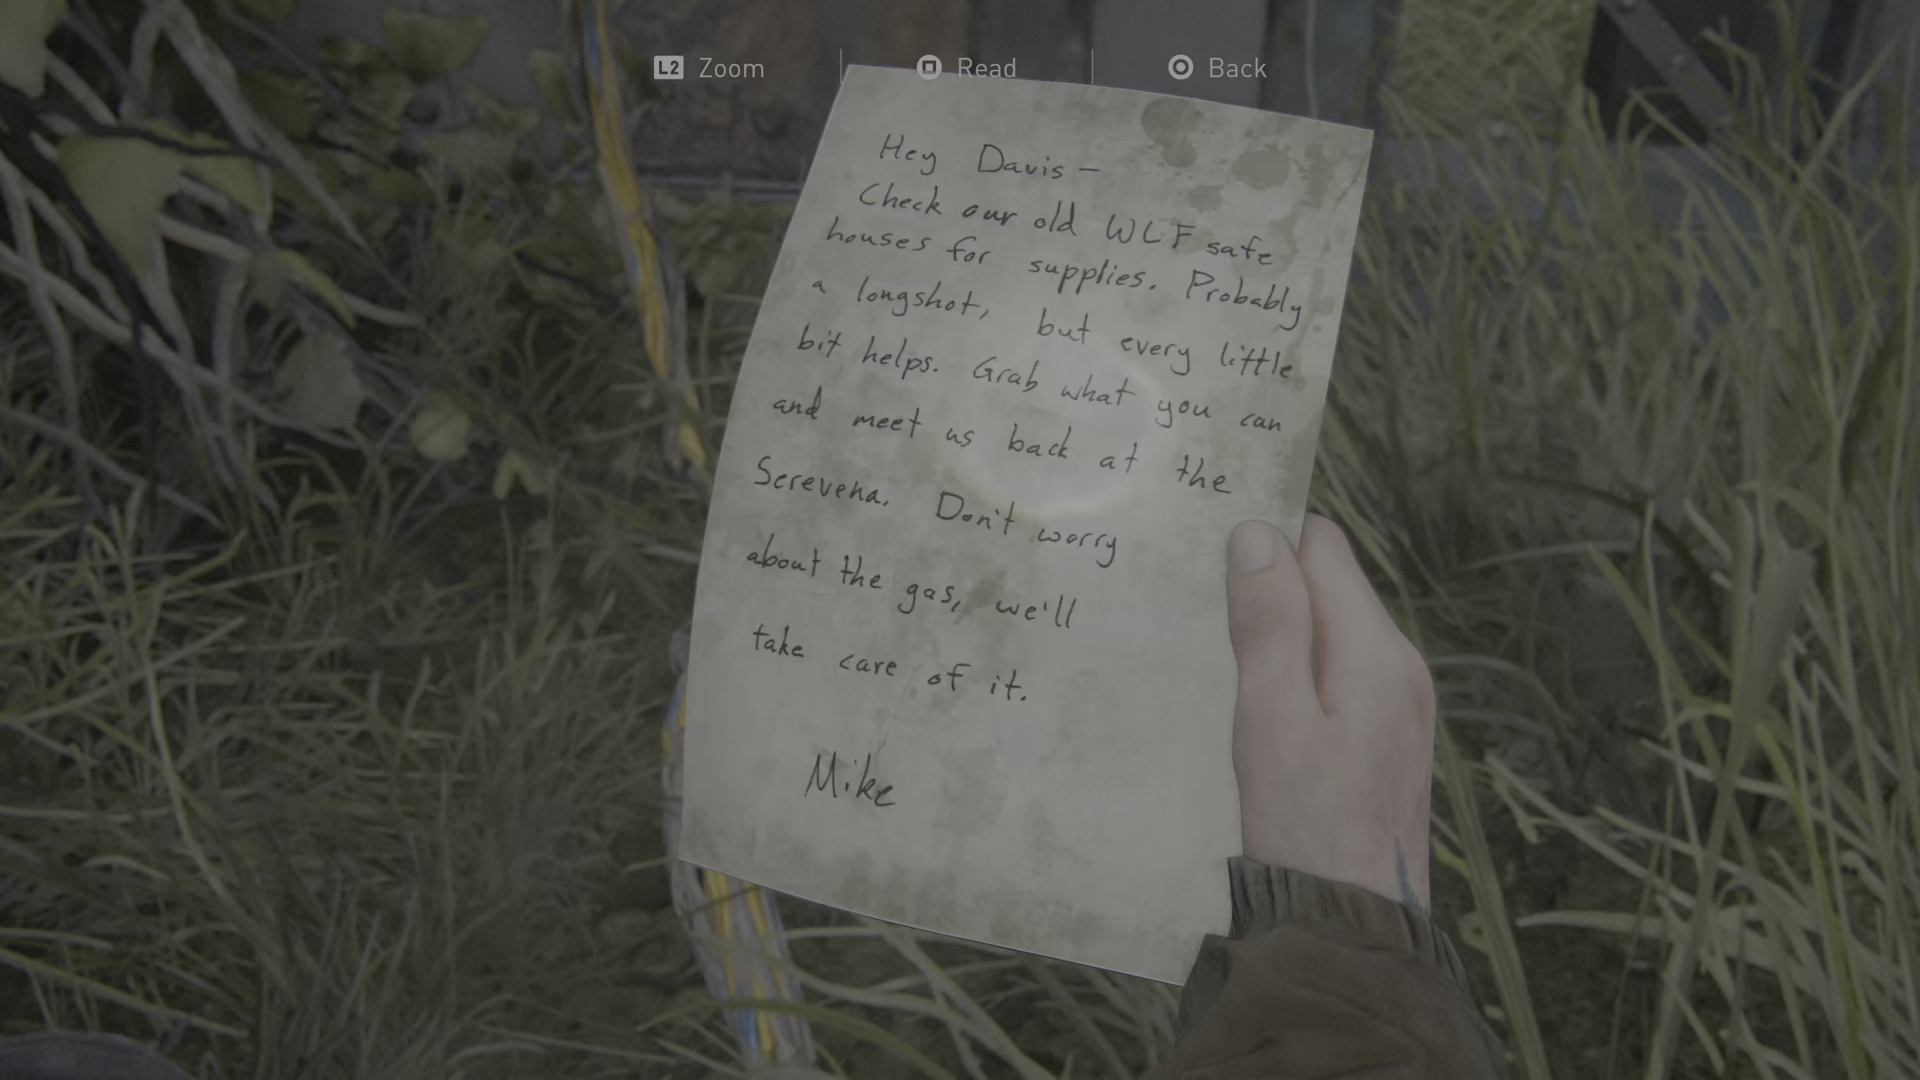 L2 Zoom
Read
Back
Hey Davis –
Check our old WLF safe
houses for supplies. Probably
a longshot, but every little
bit helps. Grab what you can
and meet us back at the
Serevena. Don't worry
about the gas, we'll
take care of it.
Mike